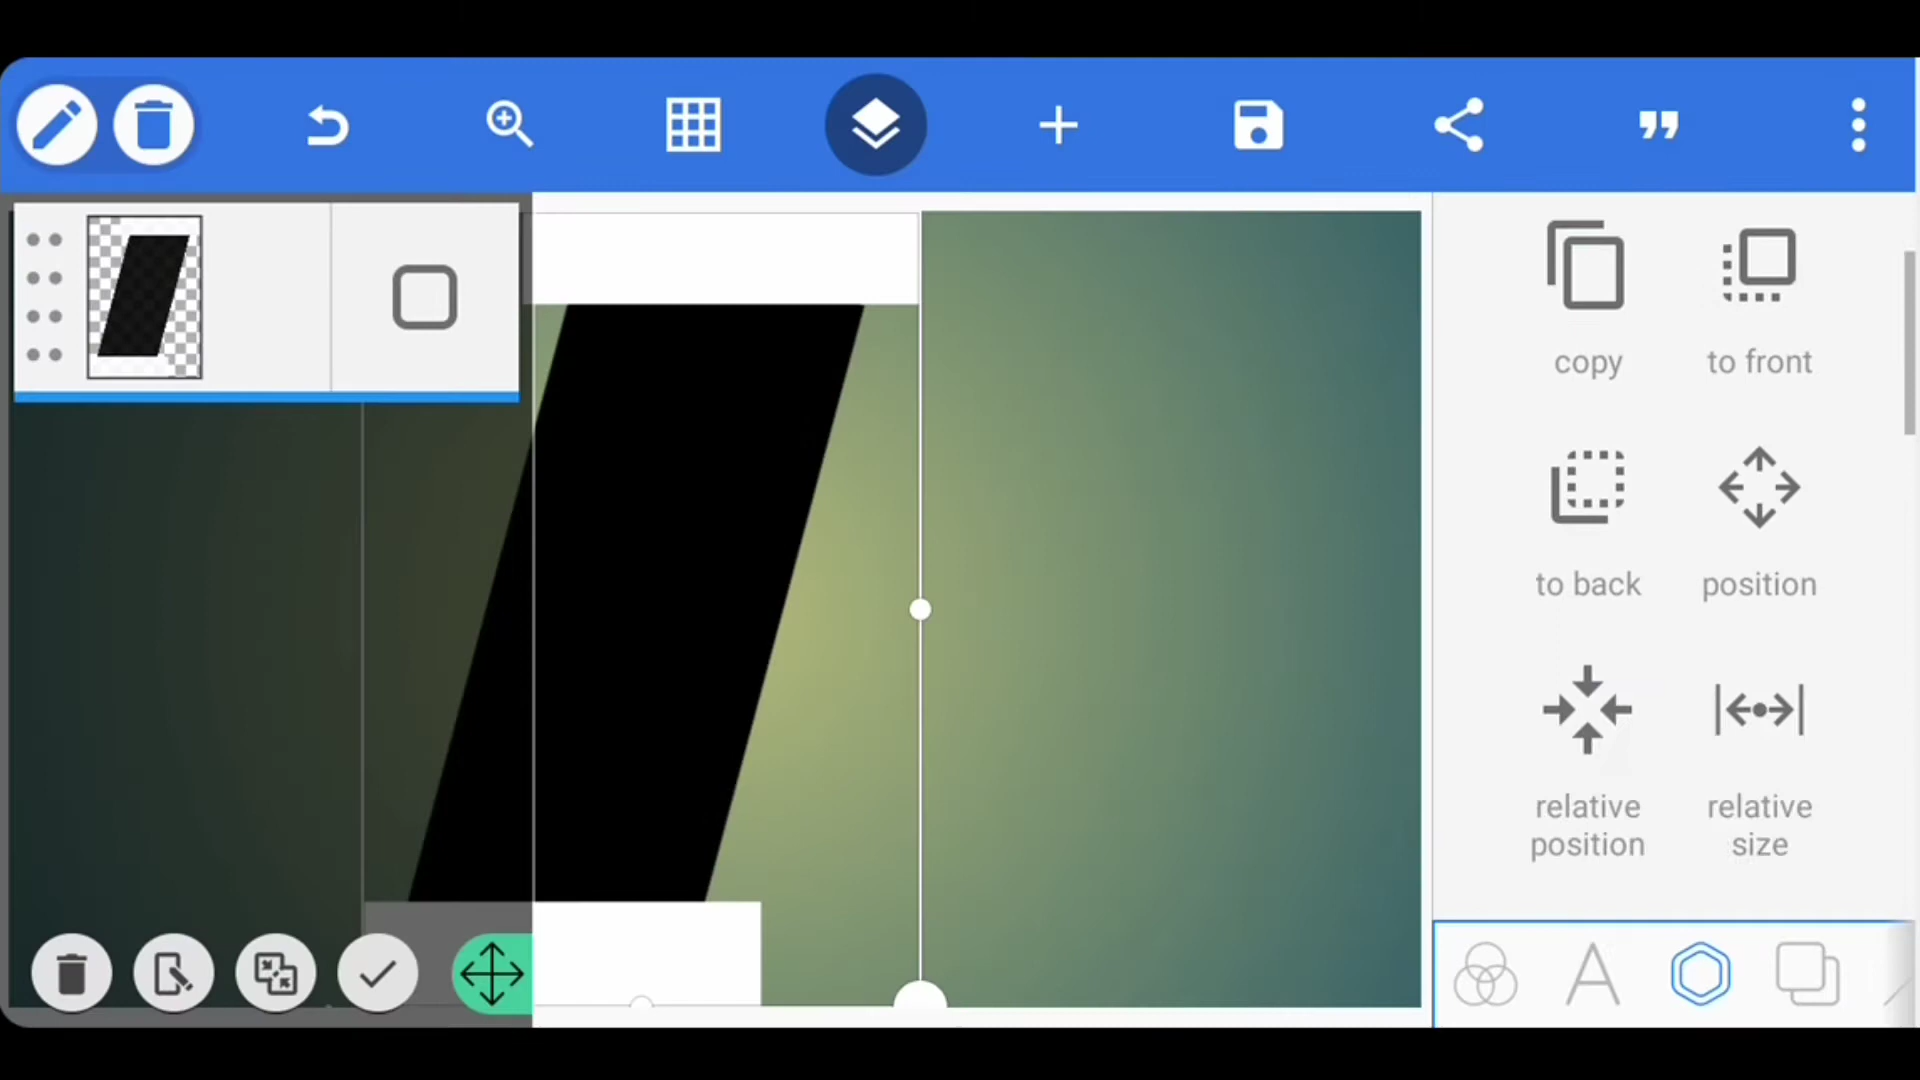 copy
to front
to back
position
relative
position
relative
size